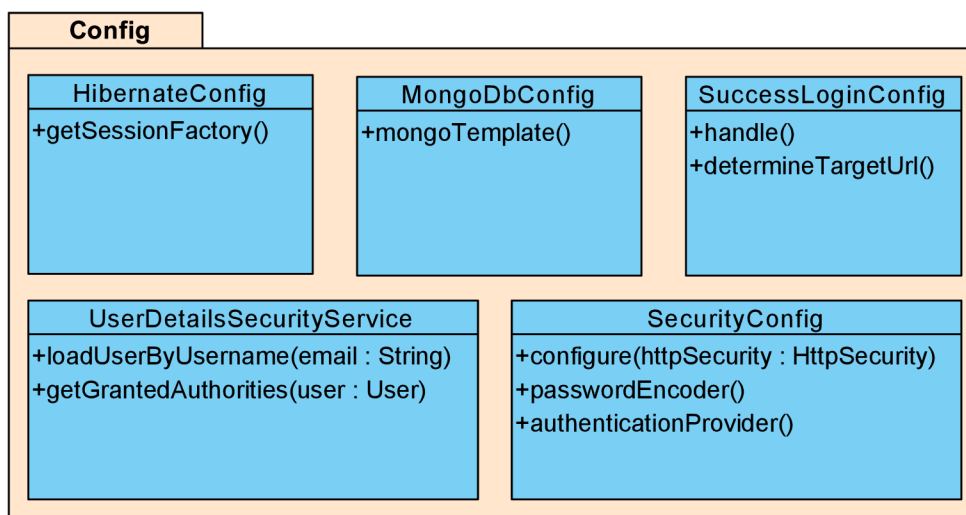 Config
HibernateConfig
+getSessionFactory()
MongoDbConfig
+mongoTemplate()
SuccessLoginConfig
+handle()
+determineTargetUrl()
UserDetailsSecurityService
+loadUserByUsername(email : String)
+getGrantedAuthorities(user : User)
SecurityConfig
+configure(httpSecurity : HttpSecurity)
+passwordEncoder()
+authenticationProvider()